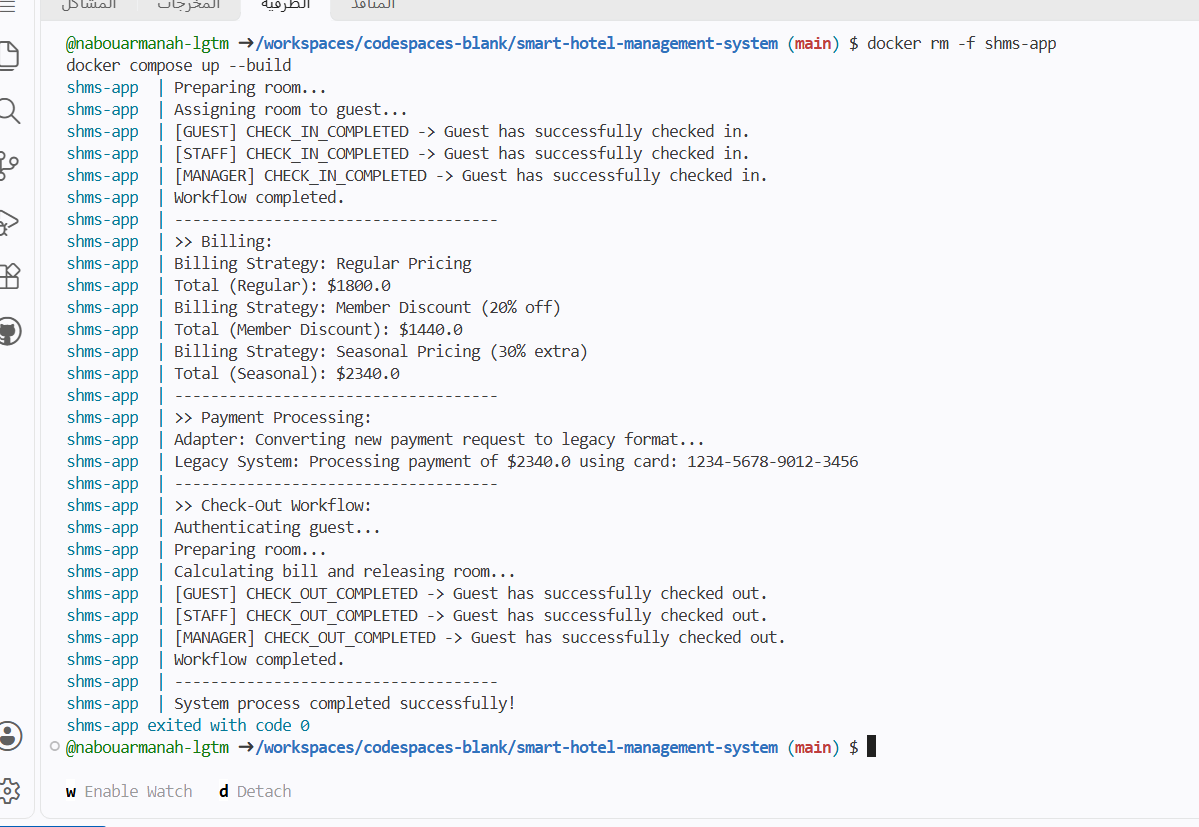 المشاكل المخرجات الطرفية المنافذ
@nabouarmanah-lgtm ➜/workspaces/codespaces-blank/smart-hotel-management-system (main) $ docker rm -f shms-app
docker compose up --build
shms-app | Preparing room...
shms-app | Assigning room to guest...
shms-app | [GUEST] CHECK_IN_COMPLETED -> Guest has successfully checked in.
shms-app | [STAFF] CHECK_IN_COMPLETED -> Guest has successfully checked in.
shms-app | [MANAGER] CHECK_IN_COMPLETED -> Guest has successfully checked in.
shms-app | Workflow completed.
shms-app | ------------------------------------
shms-app | >> Billing:
shms-app | Billing Strategy: Regular Pricing
shms-app | Total (Regular): $1800.0
shms-app | Billing Strategy: Member Discount (20% off)
shms-app | Total (Member Discount): $1440.0
shms-app | Billing Strategy: Seasonal Pricing (30% extra)
shms-app | Total (Seasonal): $2340.0
shms-app | ------------------------------------
shms-app | >> Payment Processing:
shms-app | Adapter: Converting new payment request to legacy format...
shms-app | Legacy System: Processing payment of $2340.0 using card: 1234-5678-9012-3456
shms-app | ------------------------------------
shms-app | >> Check-Out Workflow:
shms-app | Authenticating guest...
shms-app | Preparing room...
shms-app | Calculating bill and releasing room...
shms-app | [GUEST] CHECK_OUT_COMPLETED -> Guest has successfully checked out.
shms-app | [STAFF] CHECK_OUT_COMPLETED -> Guest has successfully checked out.
shms-app | [MANAGER] CHECK_OUT_COMPLETED -> Guest has successfully checked out.
shms-app | Workflow completed.
shms-app | ------------------------------------
shms-app | System process completed successfully!
shms-app exited with code 0
@nabouarmanah-lgtm ➜/workspaces/codespaces-blank/smart-hotel-management-system (main) $
w Enable Watch d Detach